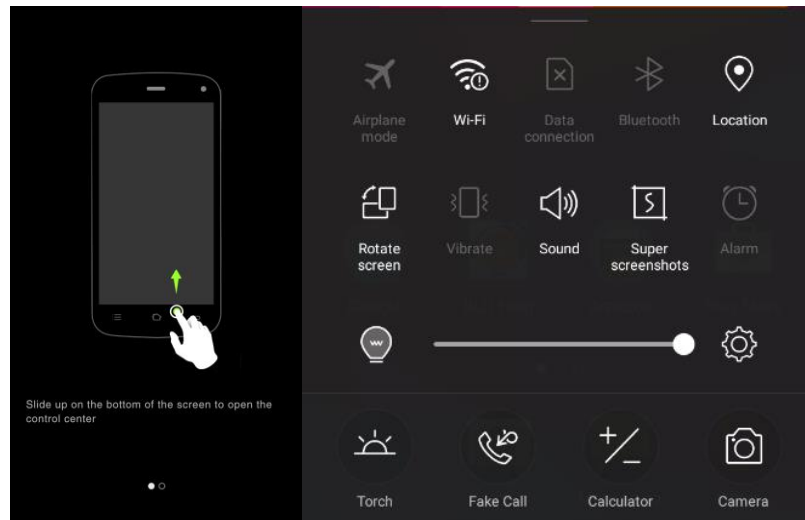 Slide up on the bottom of the screen to open the
control center
Airplane
mode
Wi-Fi
Data
connection
Bluetooth
Location
Rotate
screen
Vibrate
Sound
Super
screenshots
Alarm
Torch
Fake Call
Calculator
Camera